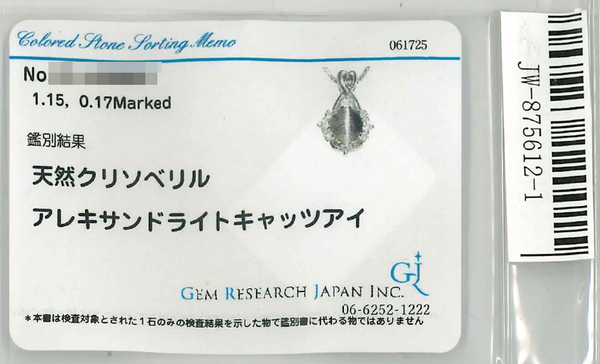 Colored Stone Sorting Memo
061725
No
1.15, 0.17Marked
鑑別結果
天然クリソベリル
アレキサンドライトキャッツアイ
GJ
GEM RESEARCH JAPAN INC.
06-6252-1222
*本書は検査対象とされた1石のみの検査結果を示した物で鑑別書に代わる物ではありません
JW-875612-1